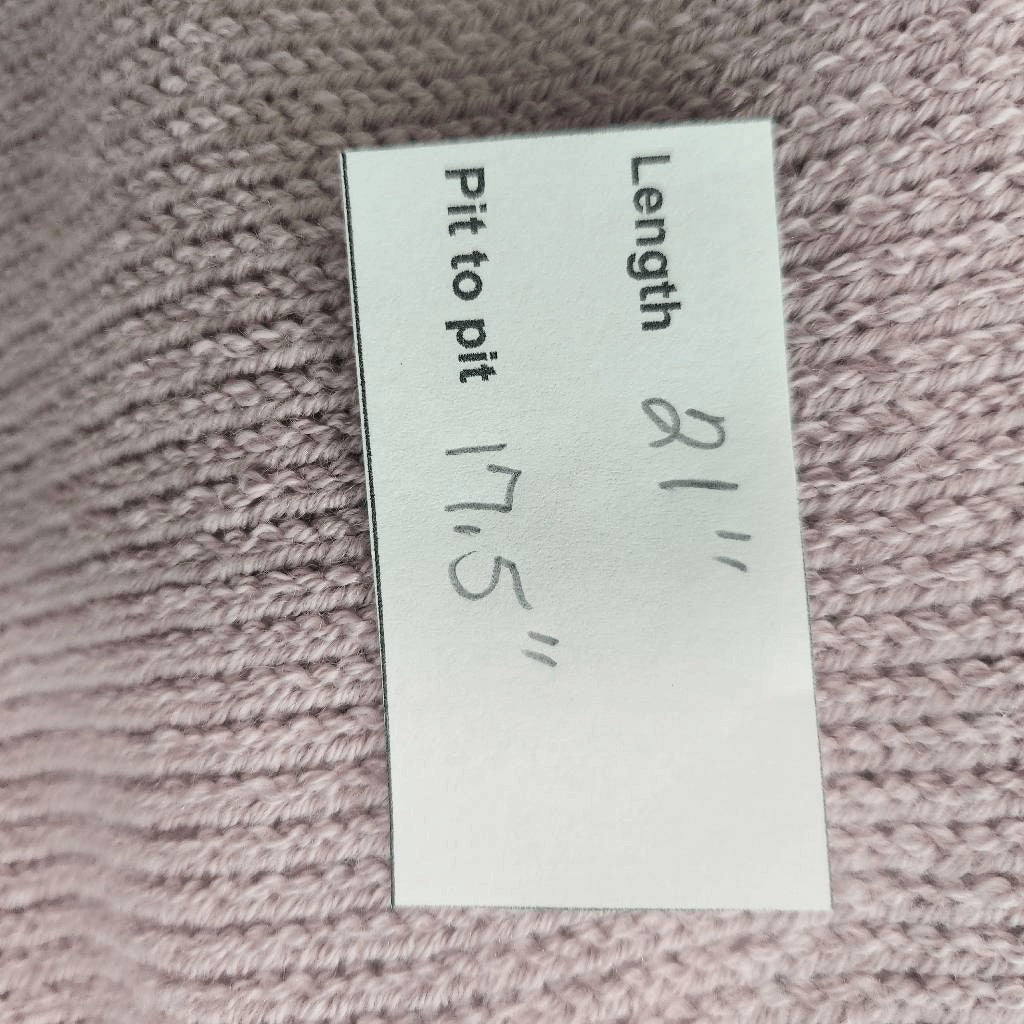 Length 21"
Pit to pit 17.5"